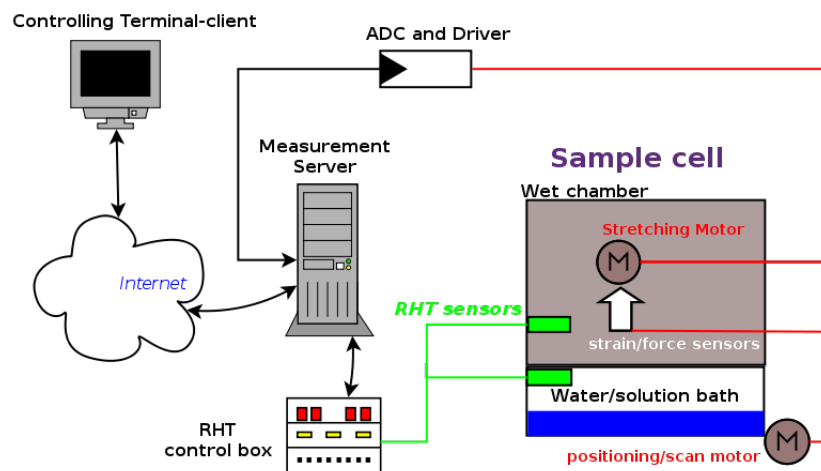 Controlling Terminal-client
ADC and Driver
Measurement
Server
Sample cell
Wet chamber
Stretching Motor
M
Internet
RHT sensors
strain/force sensors
Water/solution bath
RHT
control box
M
positioning/scan motor